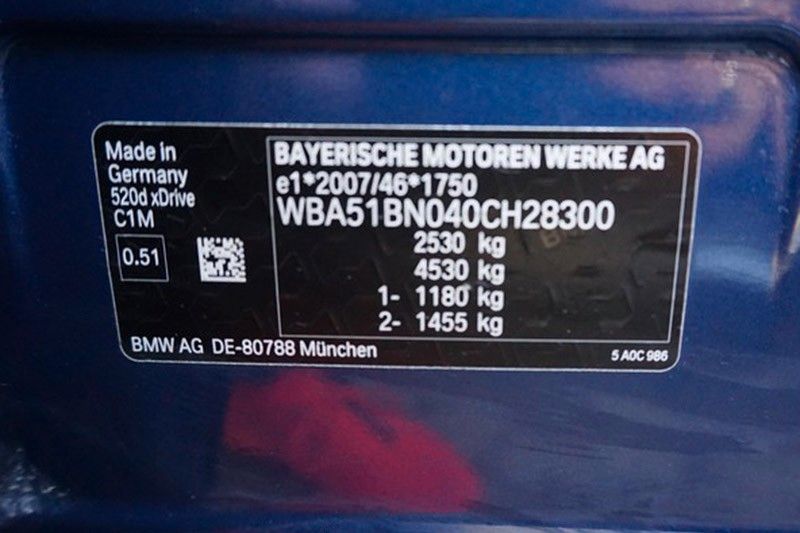 Made in
Germany
520d xDrive
C1M
0.51
BAYERISCHE MOTOREN WERKE AG
e1*2007/46*1750
WBA51BN040CH28300
2530 kg
4530 kg
1- 1180 kg
2- 1455 kg
BMW AG DE-80788 München
5 A0C 986